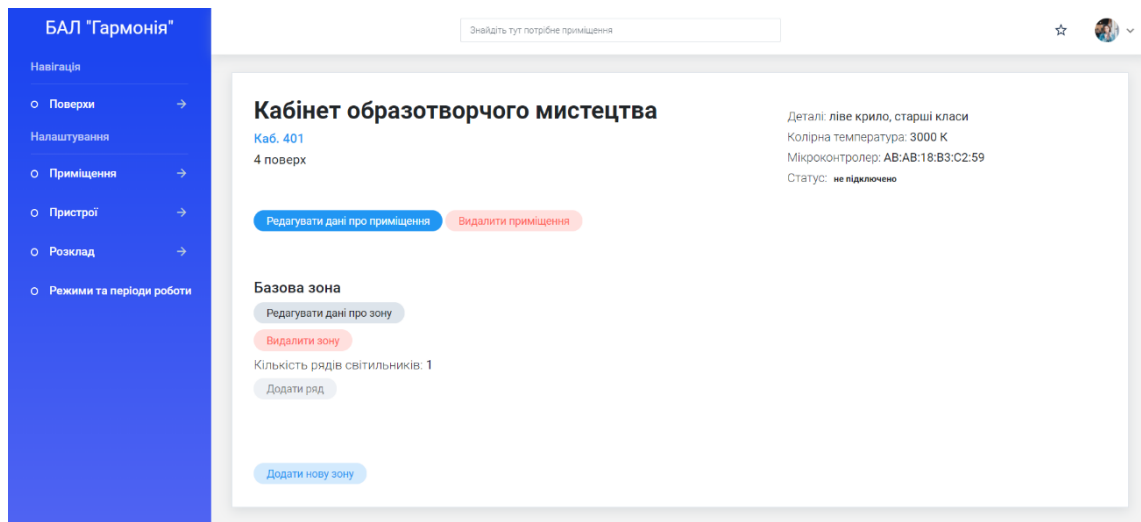 БАЛ "Гармонія"
Знайдіть тут потрібне приміщення
Навігація
Поверхи
Налаштування
Приміщення
Пристрої
Розклад
Режими та періоди роботи
Кабінет образотворчого мистецтва
Каб. 401
4 поверх
Деталі: ліве крило, старші класи
Колірна температура: 3000 К
Мікроконтролер: AB:AB:18:B3:C2:59
Статус: не підключено
Редагувати дані про приміщення Видалити приміщення
Базова зона
Редагувати дані про зону
Видалити зону
Кількість рядів світильників: 1
Додати ряд
Додати нову зону